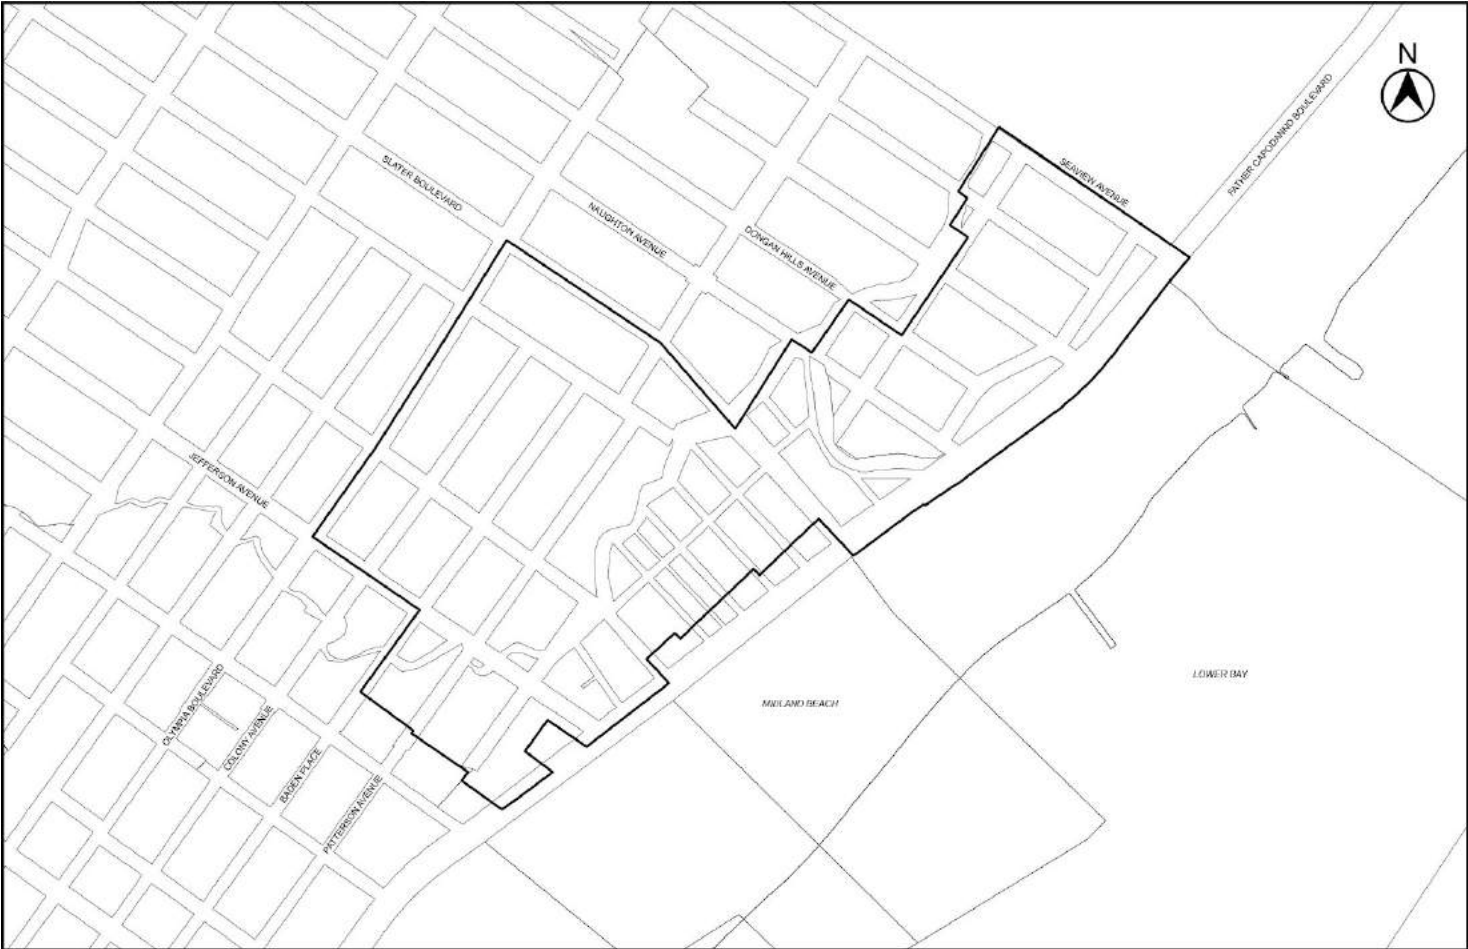 N
FATHER CAPODANNO BOULEVARD
SEAVIEW AVENUE
SLATER BOULEVARD
NAUGHTON AVENUE
DONGAN HILLS AVENUE
JEFFERSON AVENUE
LOWER BAY
MIDLAND BEACH
OLYMPIA BOULEVARD
COLONY AVENUE
BADEN PLACE
PATTERSON AVENUE